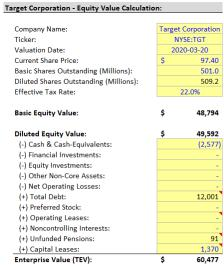 Target Corporation - Equity Value Calculation:
Company Name: Target Corporation
Ticker: NYSE:TGT
Valuation Date: 2020-03-20
Current Share Price: $ 97.40
Basic Shares Outstanding (Millions): 501.0
Diluted Shares Outstanding (Millions): 509.2
Effective Tax Rate: 22.0%
Basic Equity Value: $ 48,794
Diluted Equity Value: $ 49,592
(-) Cash & Cash-Equivalents: (2,577)
(-) Financial Investments: -
(-) Equity Investments: -
(-) Other Non-Core Assets: -
(-) Net Operating Losses: -
(+) Total Debt: 12,001
(+) Preferred Stock: -
(+) Operating Leases: -
(+) Noncontrolling Interests: -
(+) Unfunded Pensions: 91
(+) Capital Leases: 1,370
Enterprise Value (TEV): $ 60,477